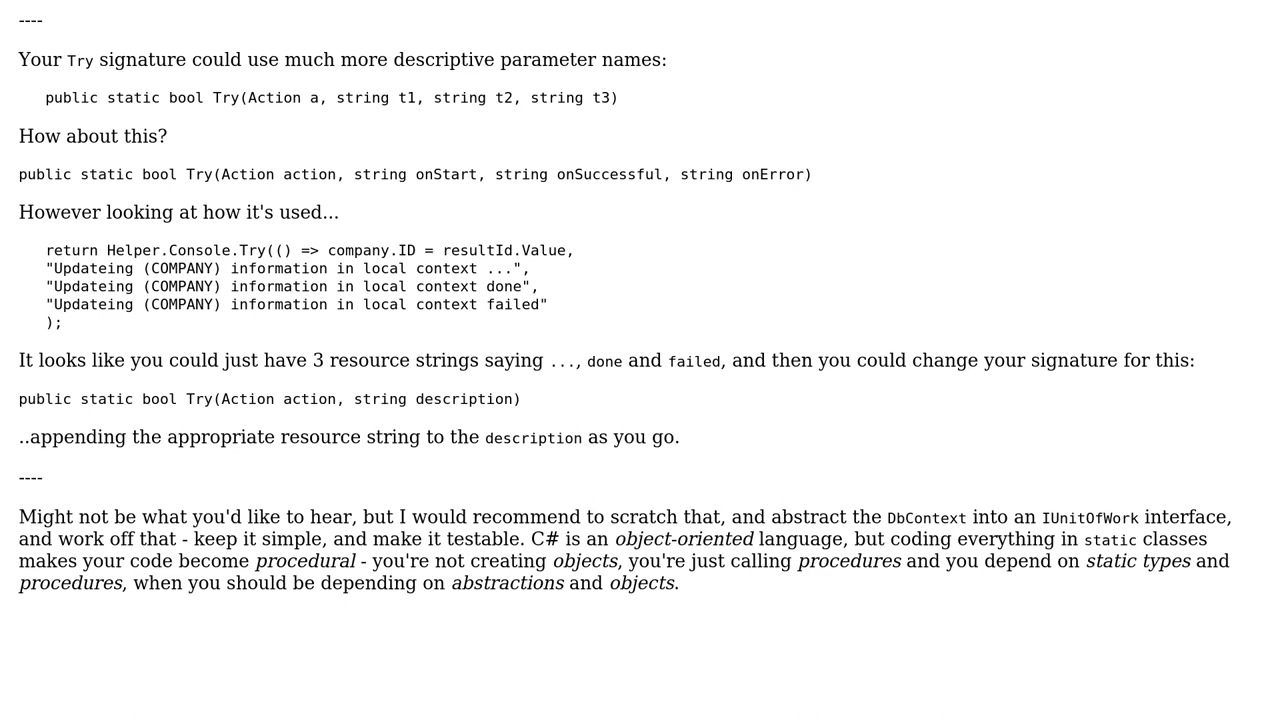 ----
Your Try signature could use much more descriptive parameter names:
public static bool Try(Action a, string t1, string t2, string t3)
How about this?
public static bool Try(Action action, string onStart, string onSuccessful, string onError)
However looking at how it's used...
return Helper.Console.Try(() => company.ID = resultId.Value,
"Updateing (COMPANY) information in local context ...",
"Updateing (COMPANY) information in local context done",
"Updateing (COMPANY) information in local context failed"
);
It looks like you could just have 3 resource strings saying ..., done and failed, and then you could change your signature for this:
public static bool Try(Action action, string description)
..appending the appropriate resource string to the description as you go.
----
Might not be what you'd like to hear, but I would recommend to scratch that, and abstract the DbContext into an IUnitOfWork interface,
and work off that - keep it simple, and make it testable. C# is an object-oriented language, but coding everything in static classes
makes your code become procedural - you're not creating objects, you're just calling procedures and you depend on static types and
procedures, when you should be depending on abstractions and objects.